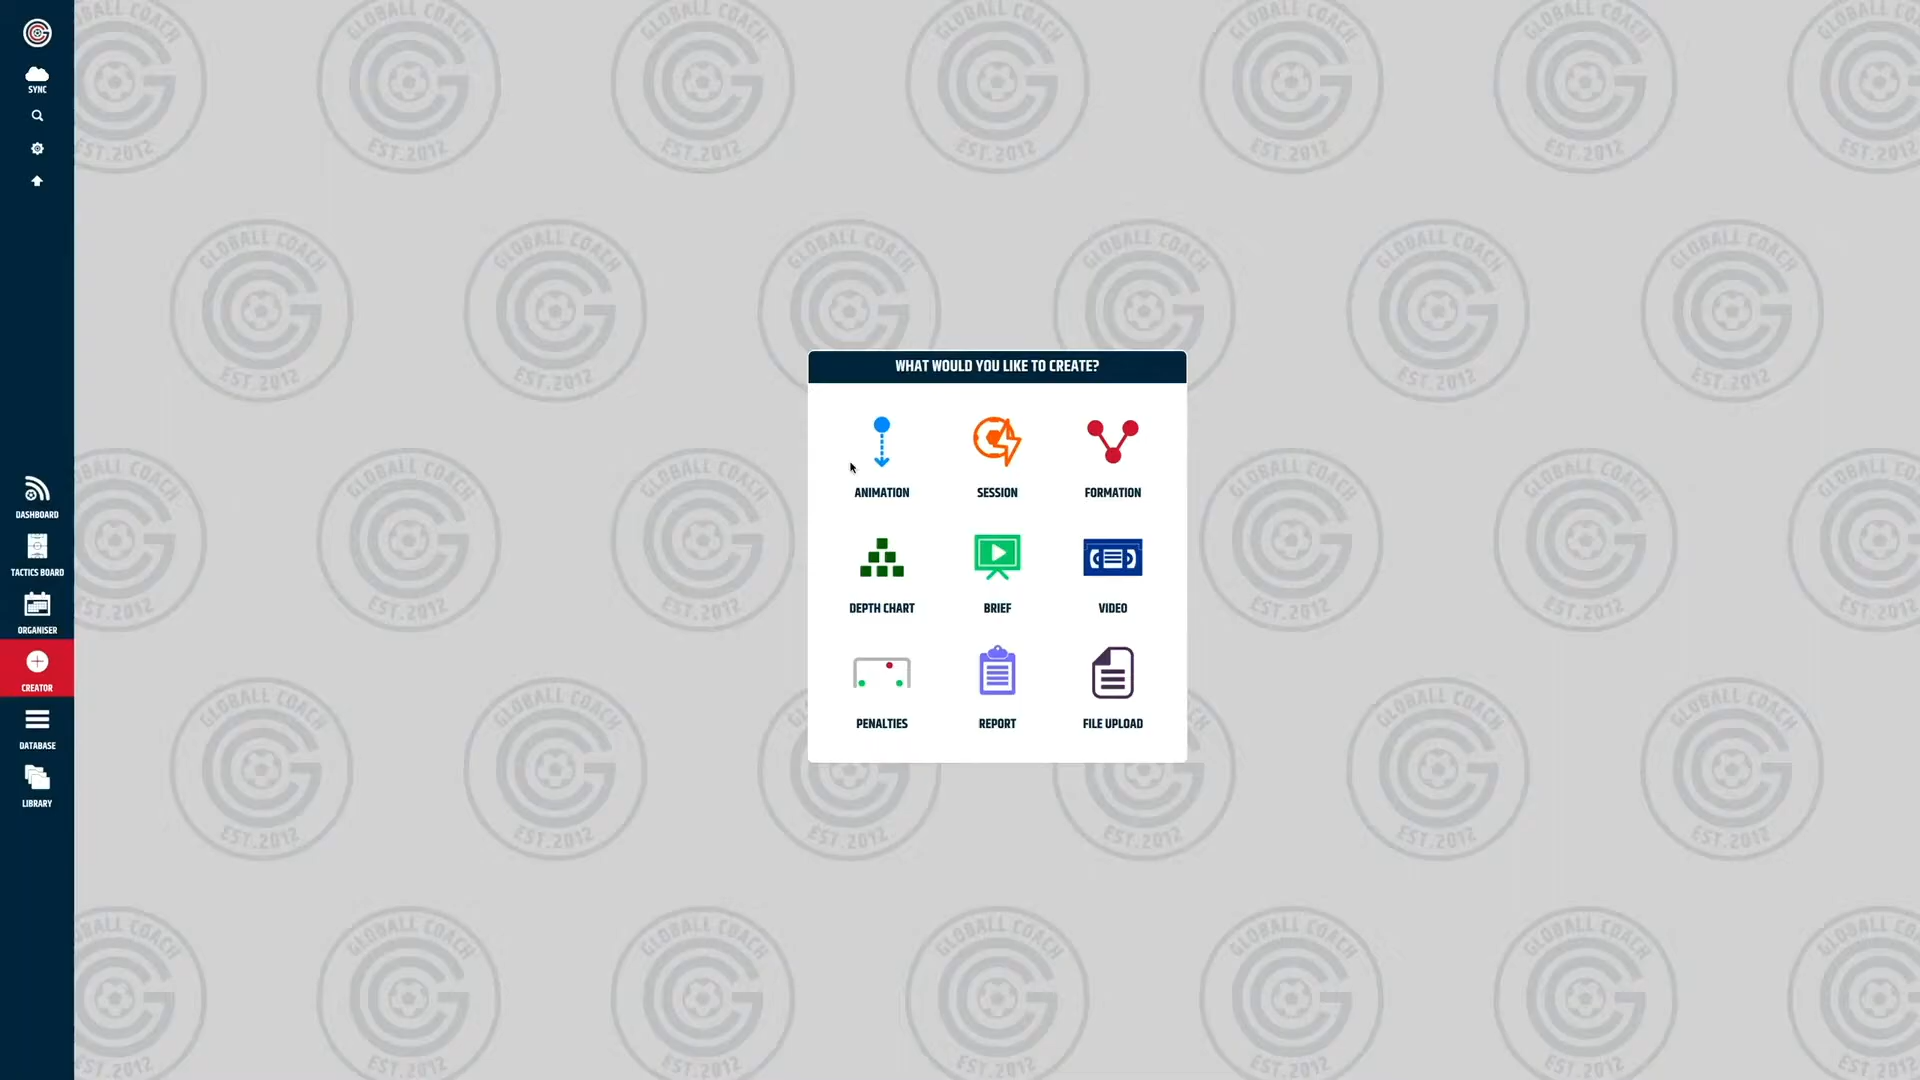 SYNC
DASHBOARD
TACTICS BOARD
ORGANISER
CREATOR
DATABASE
LIBRARY
WHAT WOULD YOU LIKE TO CREATE?
ANIMATION
SESSION
FORMATION
DEPTH CHART
BRIEF
VIDEO
PENALTIES
REPORT
FILE UPLOAD
GLOBALL COACH
EST.2012